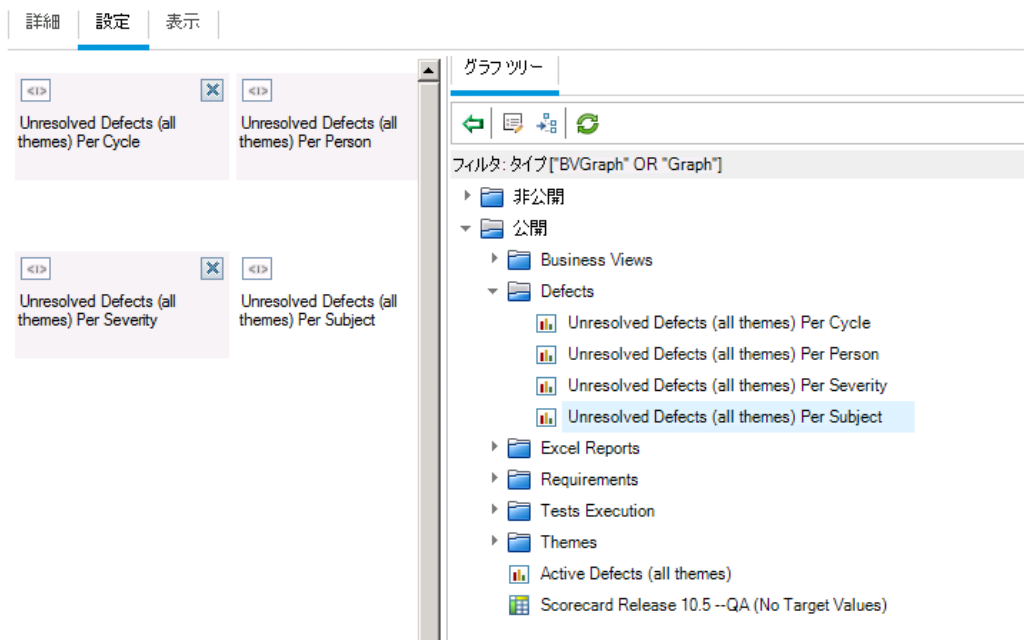 詳細 設定 表示
Unresolved Defects (all
themes) Per Cycle
Unresolved Defects (all
themes) Per Person
Unresolved Defects (all
themes) Per Severity
Unresolved Defects (all
themes) Per Subject
グラフ ツリー
フィルタ: タイプ["BVGraph" OR "Graph"]
非公開
公開
Business Views
Defects
Unresolved Defects (all themes) Per Cycle
Unresolved Defects (all themes) Per Person
Unresolved Defects (all themes) Per Severity
Unresolved Defects (all themes) Per Subject
Excel Reports
Requirements
Tests Execution
Themes
Active Defects (all themes)
Scorecard Release 10.5 --QA (No Target Values)